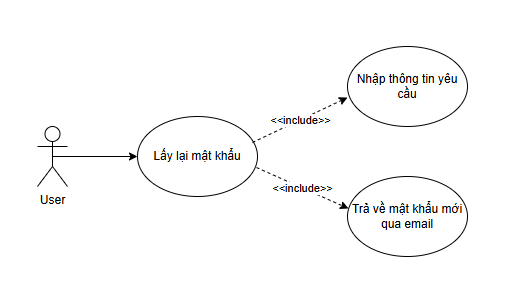 Nhập thông tin yêu
cầu
<<include>>
Lấy lại mật khẩu
<<include>>
User
Trả về mật khẩu mới
qua email